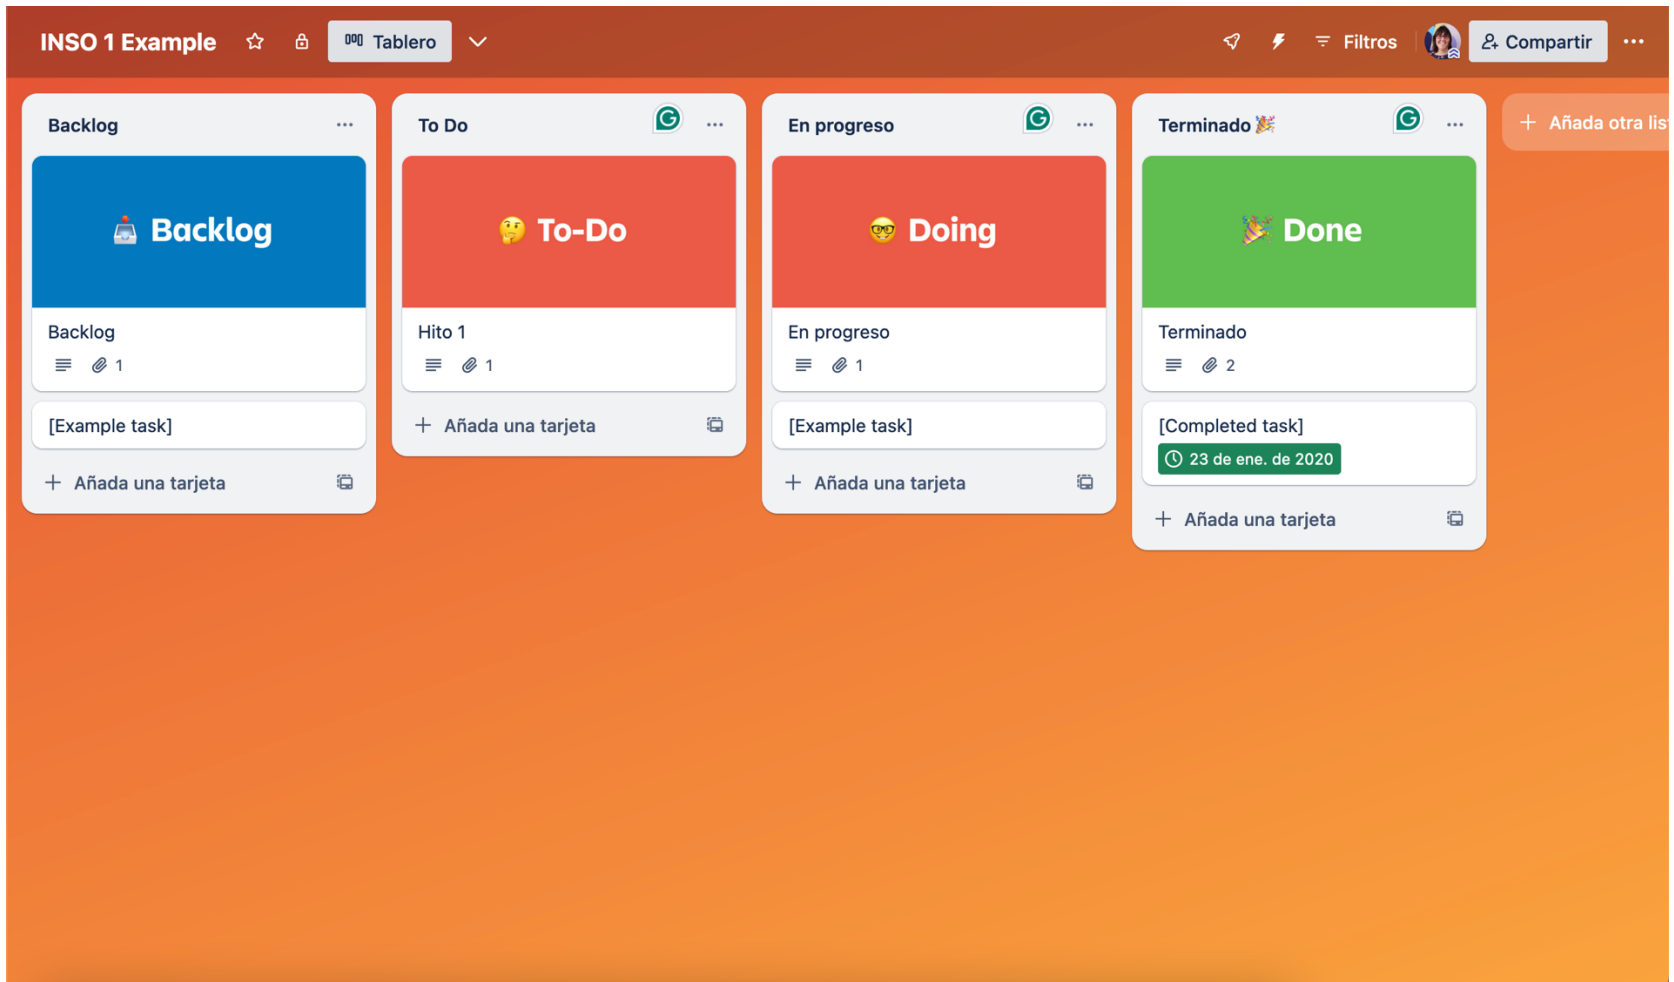 INSO 1 Example
Tablero
Filtros
Compartir
Backlog
Backlog
Backlog
1
[Example task]
+ Añada una tarjeta
To Do
To-Do
Hito 1
1
+ Añada una tarjeta
En progreso
Doing
En progreso
1
[Example task]
+ Añada una tarjeta
Terminado 🎉
Done
Terminado
2
[Completed task]
23 de ene. de 2020
+ Añada una tarjeta
+ Añada otra lis